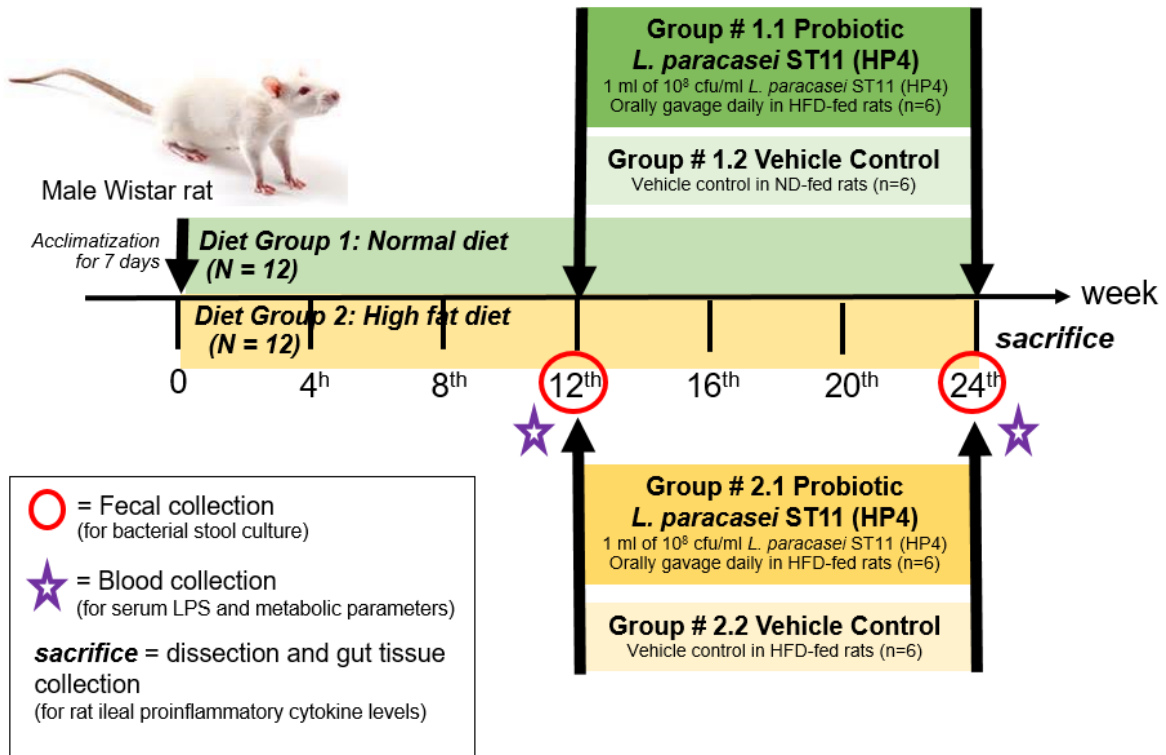 Group # 1.1 Probiotic
L. paracasei ST11 (HP4)
1 ml of 10⁸ cfu/ml L. paracasei ST11 (HP4)
Orally gavage daily in HFD-fed rats (n=6)
Group # 1.2 Vehicle Control
Vehicle control in ND-fed rats (n=6)
Male Wistar rat
Acclimatization
for 7 days
Diet Group 1: Normal diet
(N = 12)
week
Diet Group 2: High fat diet
(N = 12)
sacrifice
0 4ʰ 8ᵗʰ 12ᵗʰ 16ᵗʰ 20ᵗʰ 24ᵗʰ
Group # 2.1 Probiotic
L. paracasei ST11 (HP4)
1 ml of 10⁸ cfu/ml L. paracasei ST11 (HP4)
Orally gavage daily in HFD-fed rats (n=6)
Group # 2.2 Vehicle Control
Vehicle control in HFD-fed rats (n=6)
= Fecal collection
(for bacterial stool culture)
= Blood collection
(for serum LPS and metabolic parameters)
sacrifice = dissection and gut tissue
collection
(for rat ileal proinflammatory cytokine levels)